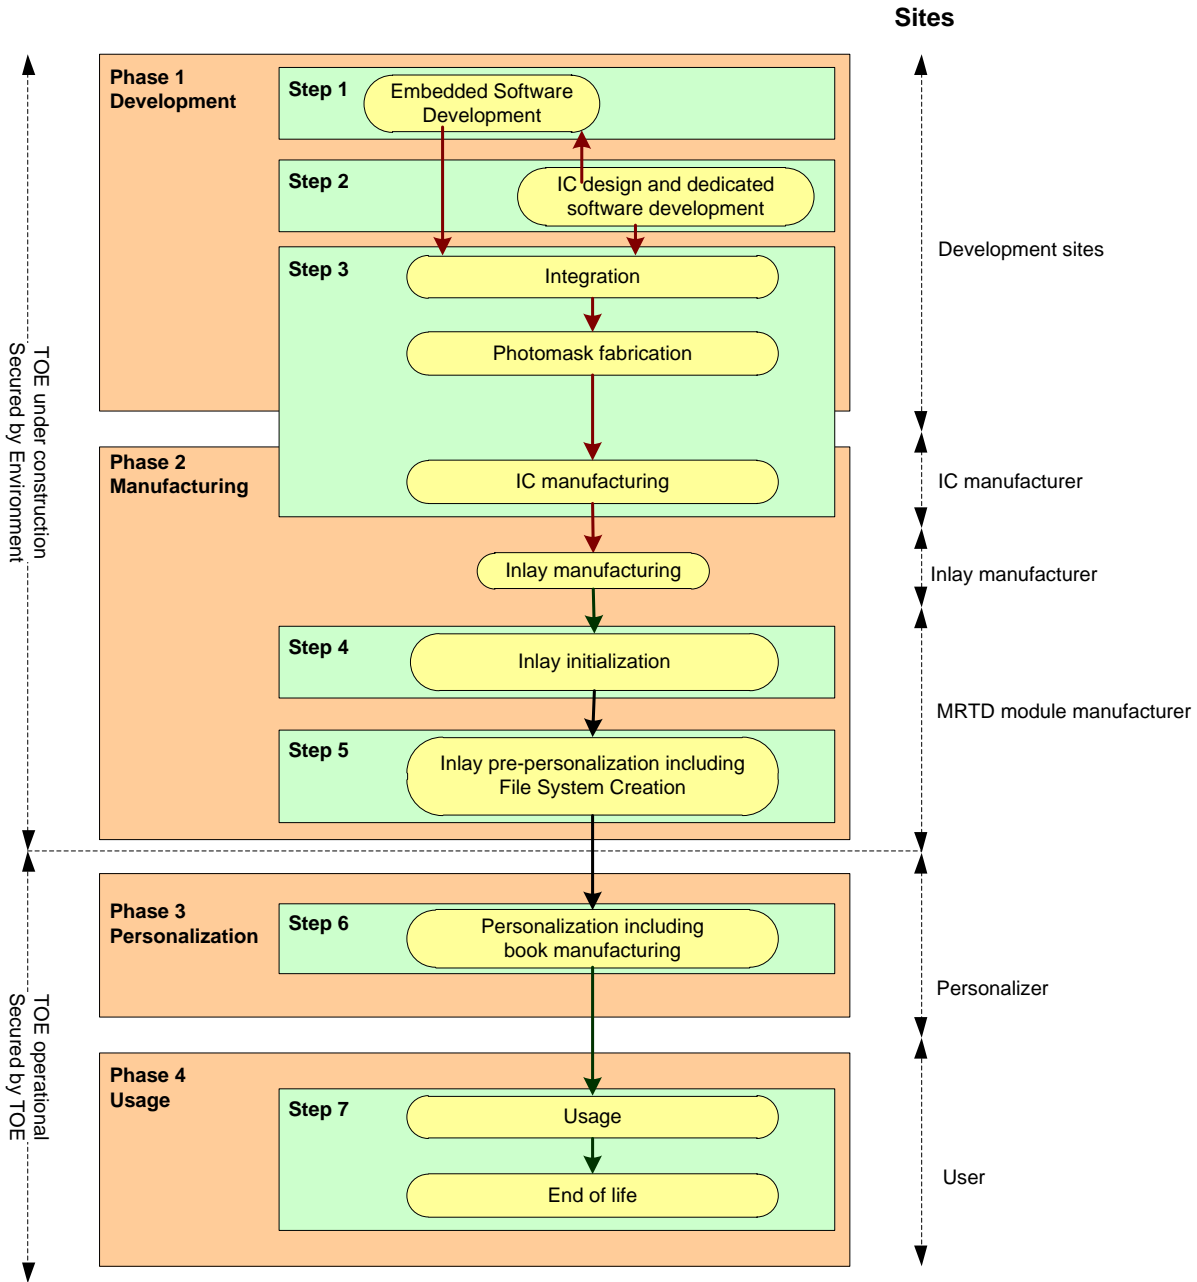 Sites
Phase 1
Development
Step 1
Embedded Software
Development
Step 2
IC design and dedicated
software development
Step 3
Integration
Photomask fabrication
Development sites
TOE under construction
Secured by Environment
Phase 2
Manufacturing
IC manufacturing
IC manufacturer
Inlay manufacturing
Inlay manufacturer
Step 4
Inlay initialization
MRTD module manufacturer
Step 5
Inlay pre-personalization including
File System Creation
Phase 3
Personalization
Step 6
Personalization including
book manufacturing
Personalizer
TOE operational
Secured by TOE
Phase 4
Usage
Step 7
Usage
End of life
User